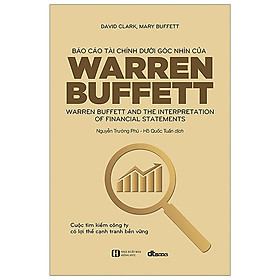 DAVID CLARK, MARY BUFFETT
BÁO CÁO TÀI CHÍNH DƯỚI GÓC NHÌN CỦA
WARREN
BUFFETT
WARREN BUFFETT AND THE INTERPRETATION
OF FINANCIAL STATEMENTS
Nguyễn Trường Phú - Hồ Quốc Tuấn dịch
Cuộc tìm kiếm công ty
có lợi thế cạnh tranh bền vững
dtbooks